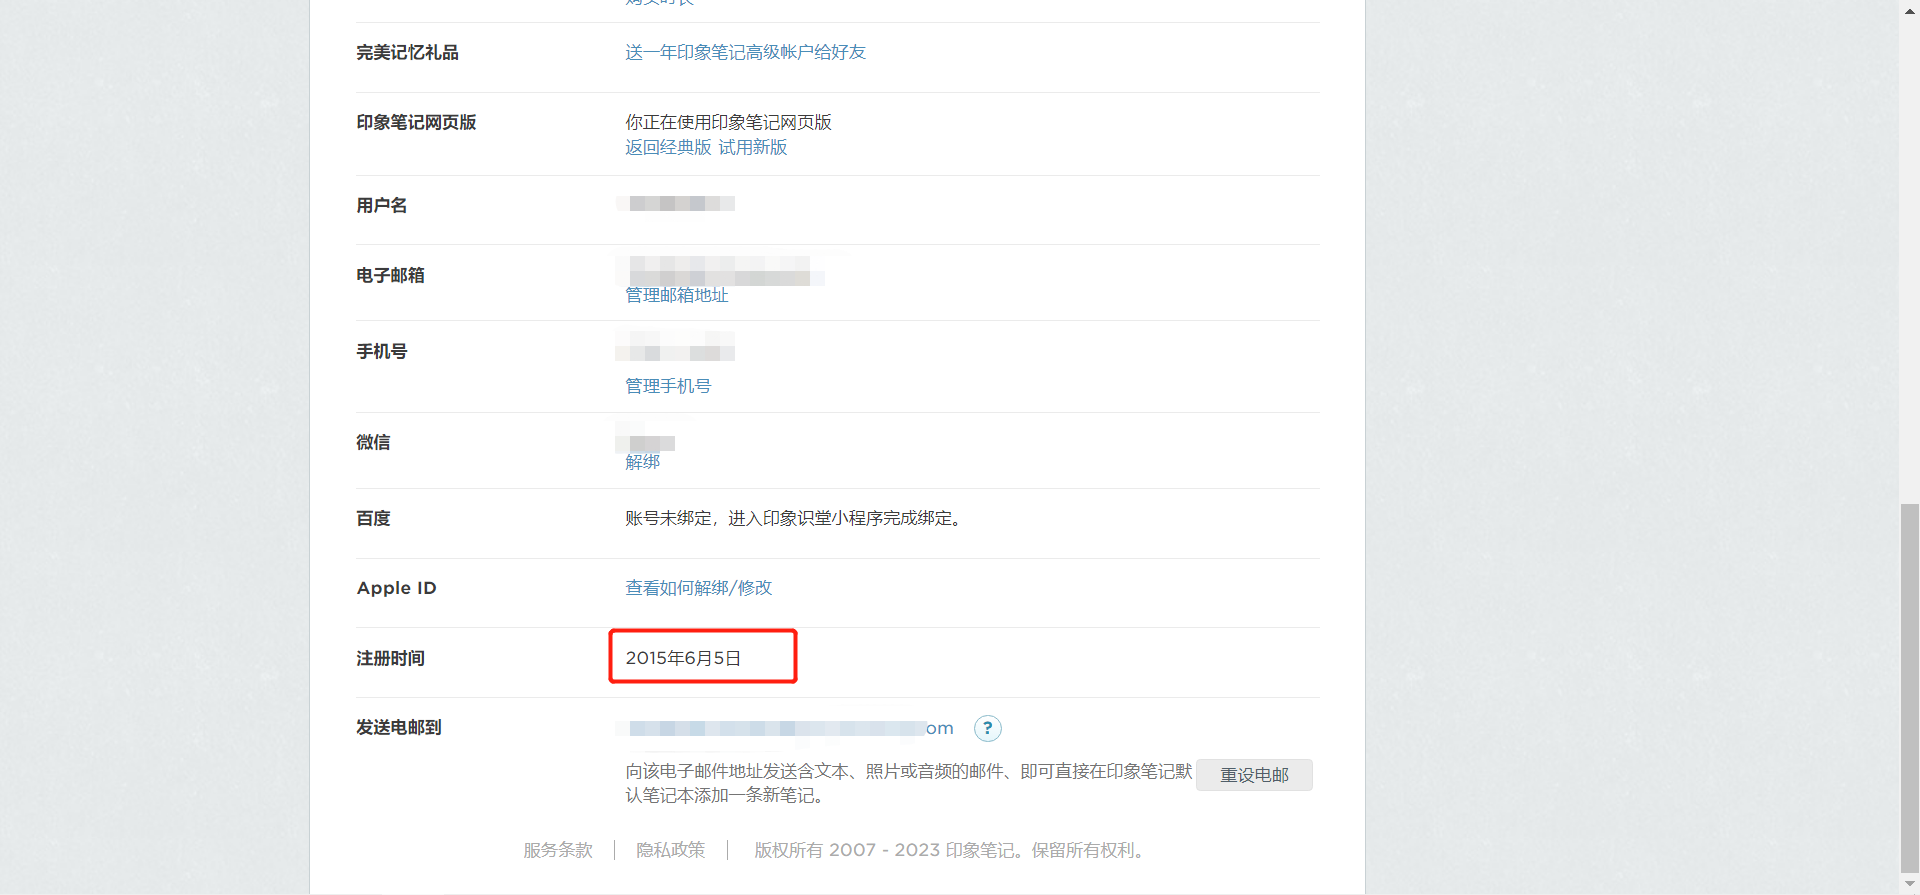 完美记忆礼品
送一年印象笔记高级帐户给好友
印象笔记网页版
你正在使用印象笔记网页版
返回经典版 试用新版
用户名
电子邮箱
管理邮箱地址
手机号
管理手机号
微信
解绑
百度
账号未绑定，进入印象识堂小程序完成绑定。
Apple ID
查看如何解绑/修改
注册时间
2015年6月5日
发送电邮到
om
?
向该电子邮件地址发送含文本、照片或音频的邮件、即可直接在印象笔记默
认笔记本添加一条新笔记。
重设电邮
服务条款 隐私政策 版权所有 2007 - 2023 印象笔记。保留所有权利。